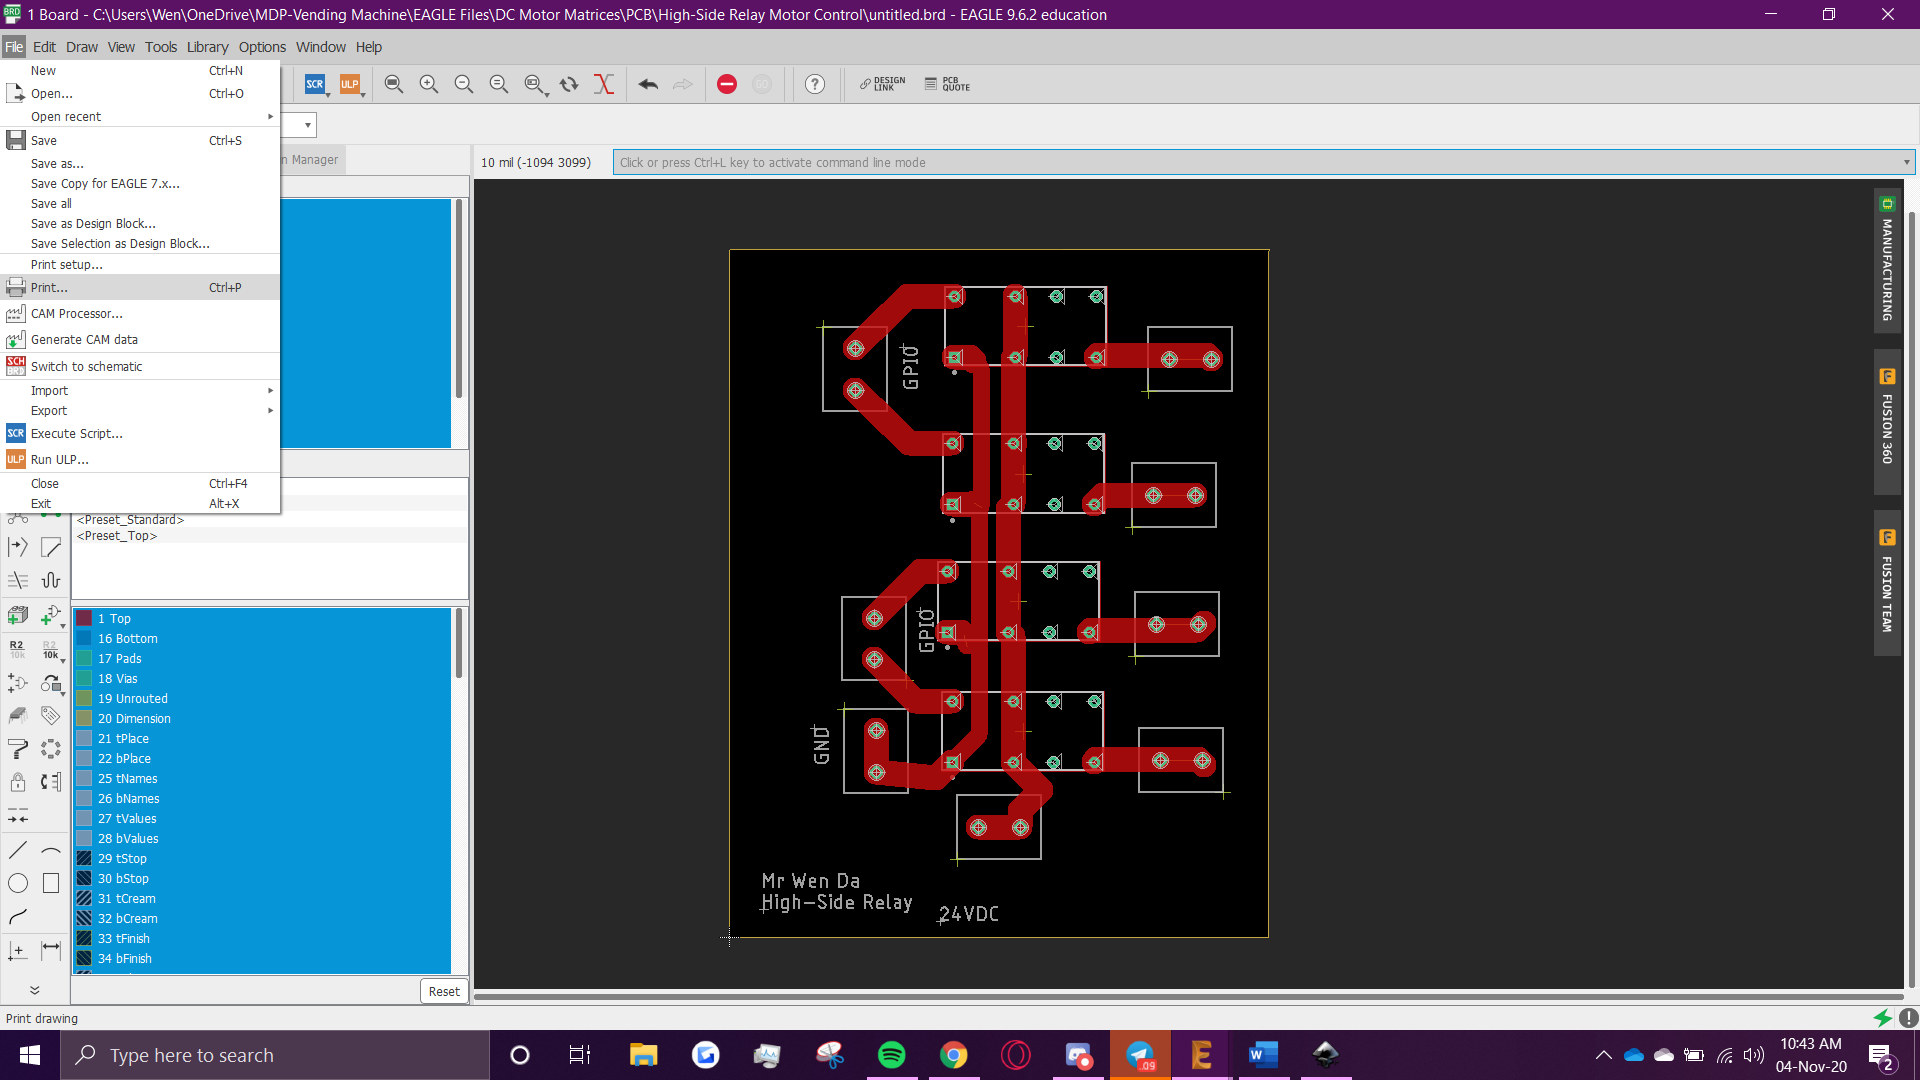 1 Board - C:\Users\Wen\OneDrive\MDP-Vending Machine\EAGLE Files\DC Motor Matrices\PCB\High-Side Relay Motor Control\untitled.brd - EAGLE 9.6.2 education
File Edit Draw View Tools Library Options Window Help
New Ctrl+N
Open... Ctrl+O
Open recent
Save Ctrl+S
Save as...
Save Copy for EAGLE 7.x...
Save all
Save as Design Block...
Save Selection as Design Block...
Print setup...
Print... Ctrl+P
CAM Processor...
Generate CAM data
Switch to schematic
Import
Export
Execute Script...
Run ULP...
Close Ctrl+F4
Exit Alt+X
SCR ULP GO DESIGN LINK PCB QUOTE
n Manager
10 mil (-1094 3099) Click or press Ctrl+L key to activate command line mode
<Preset_Standard>
<Preset_Top>
1 Top
16 Bottom
17 Pads
18 Vias
19 Unrouted
20 Dimension
21 tPlace
22 bPlace
25 tNames
26 bNames
27 tValues
28 bValues
29 tStop
30 bStop
31 tCream
32 bCream
33 tFinish
34 bFinish
Reset
R2 10k R2 10k
GPIO
GPIO
GND
Mr Wen Da
High-Side Relay
24VDC
MANUFACTURING
FUSION 360
FUSION TEAM
Print drawing
Type here to search
10:43 AM
04-Nov-20
2